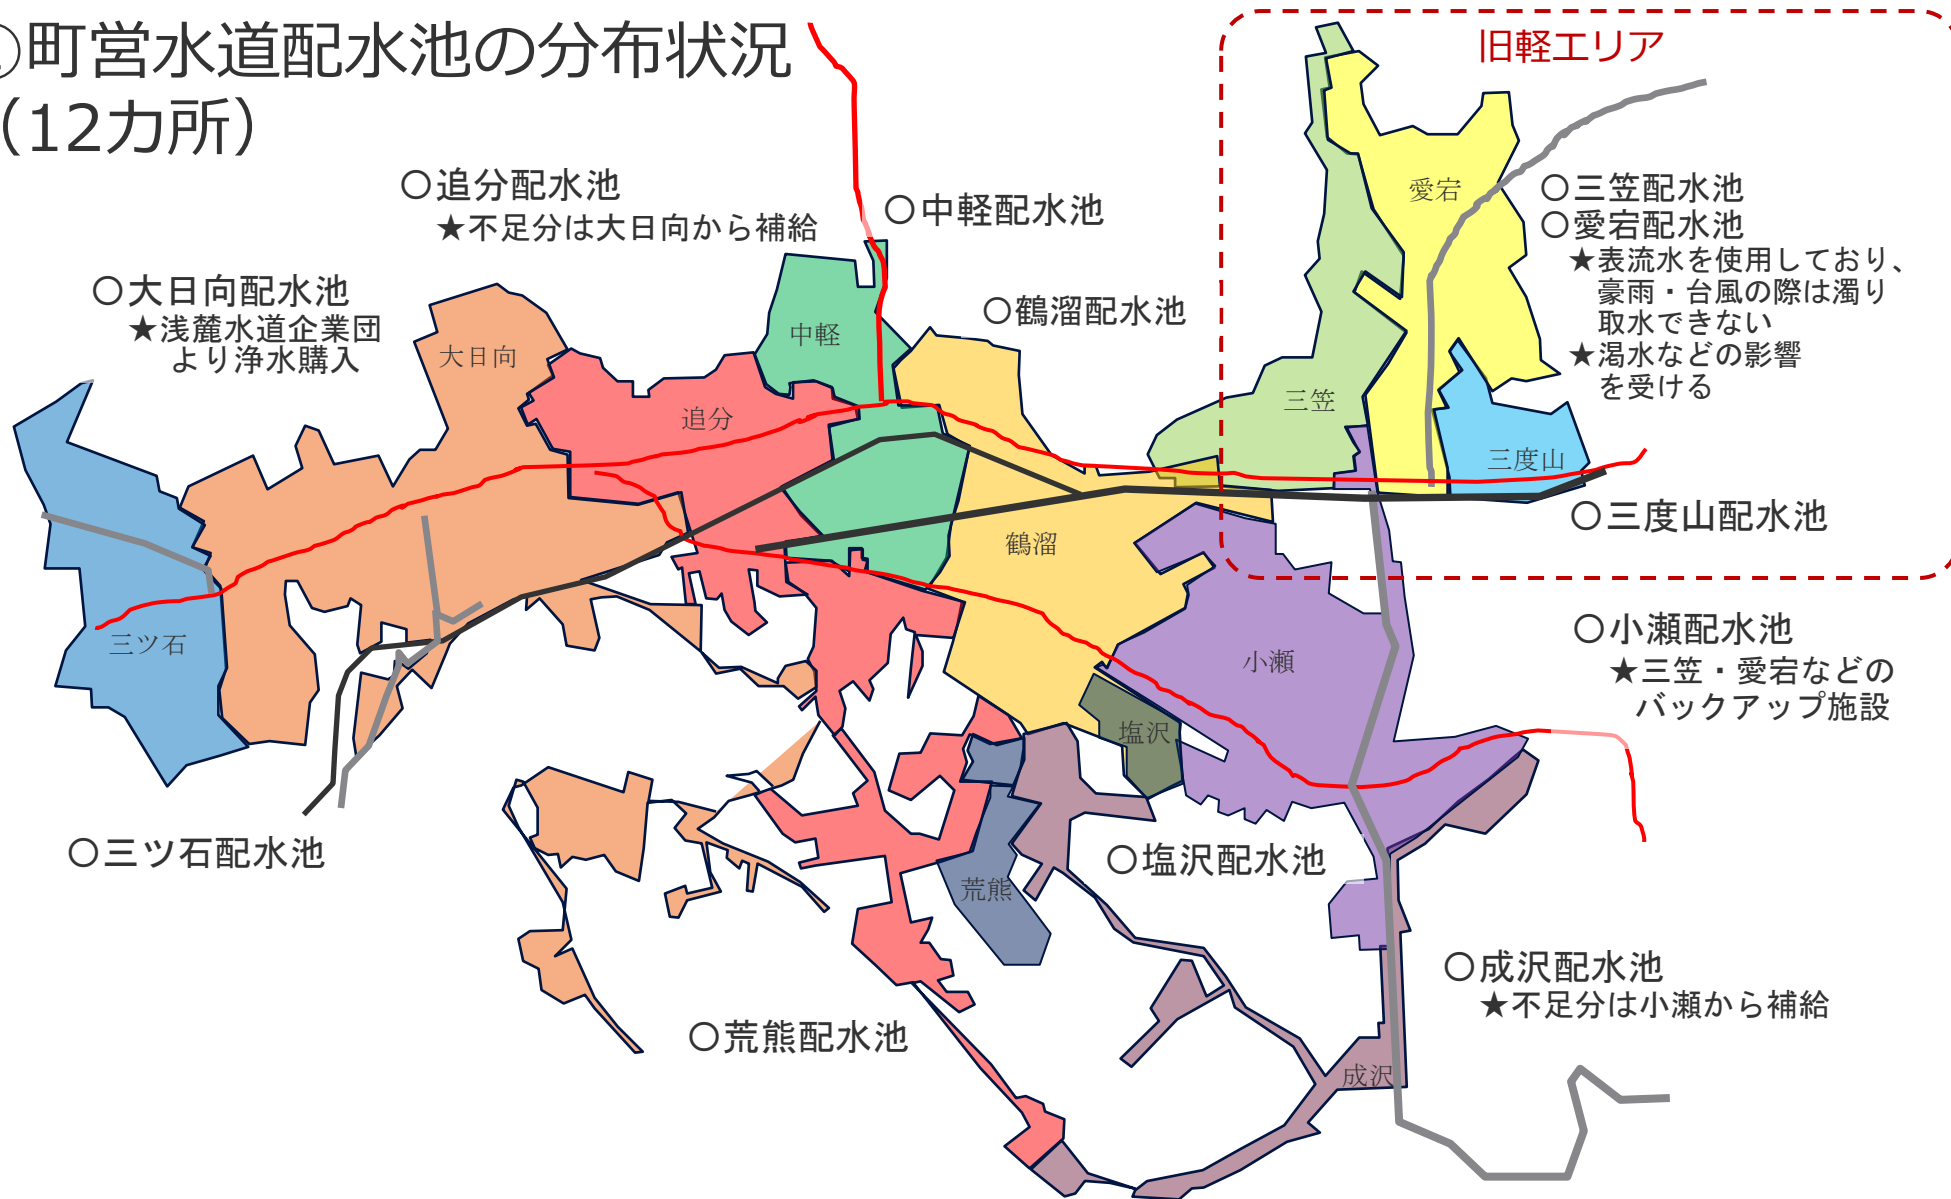 町営水道配水池の分布状況
（12カ所）
旧軽エリア
○追分配水池
★不足分は大日向から補給
○中軽配水池
○三笠配水池
○愛宕配水池
★表流水を使用しており、
豪雨・台風の際は濁り
取水できない
★渇水などの影響
を受ける
○大日向配水池
★浅麓水道企業団
より浄水購入
○鶴溜配水池
愛宕
中軽
大日向
追分
三笠
三度山
○三度山配水池
鶴溜
三ツ石
小瀬
○小瀬配水池
★三笠・愛宕などの
バックアップ施設
塩沢
○三ツ石配水池
○塩沢配水池
荒熊
○成沢配水池
★不足分は小瀬から補給
○荒熊配水池
成沢